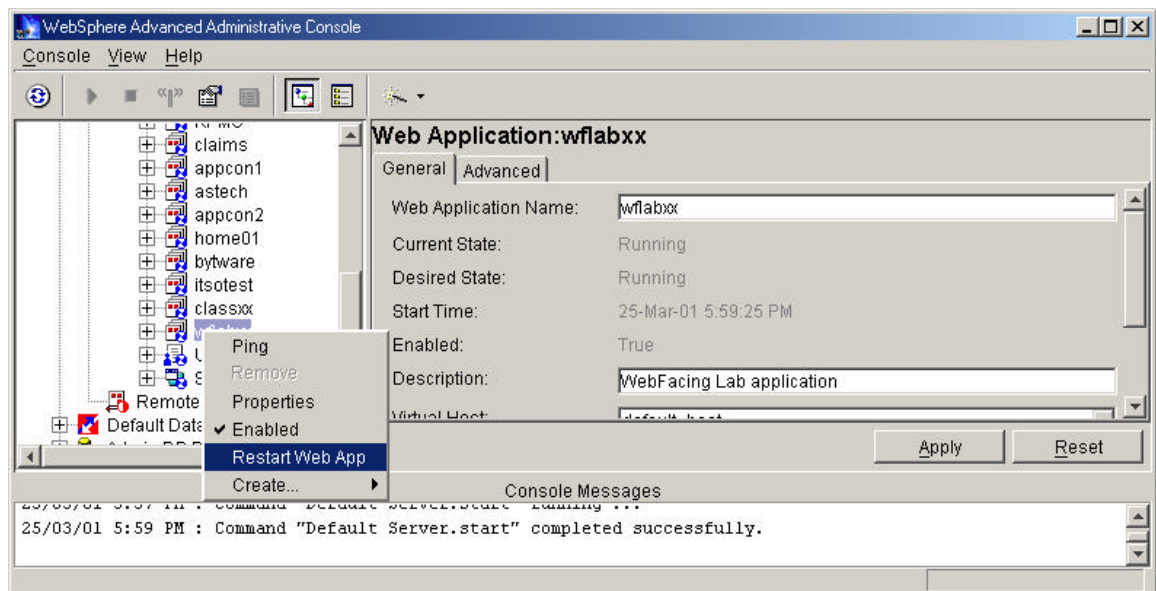 WebSphere Advanced Administrative Console
Console View Help
claims
appcon1
astech
appcon2
home01
bytware
itsotest
classxx
Remote
Default Data
Web Application:wflabxx
General Advanced
Web Application Name: wflabxx
Current State: Running
Desired State: Running
Start Time: 25-Mar-01 5:59:25 PM
Enabled: True
Description: WebFacing Lab application
Virtual Host: default_host
Ping
Remove
Properties
Enabled
Restart Web App
Create...
Apply Reset
Console Messages
25/03/01 5:59 PM : Command "Default Server.start" completed successfully.